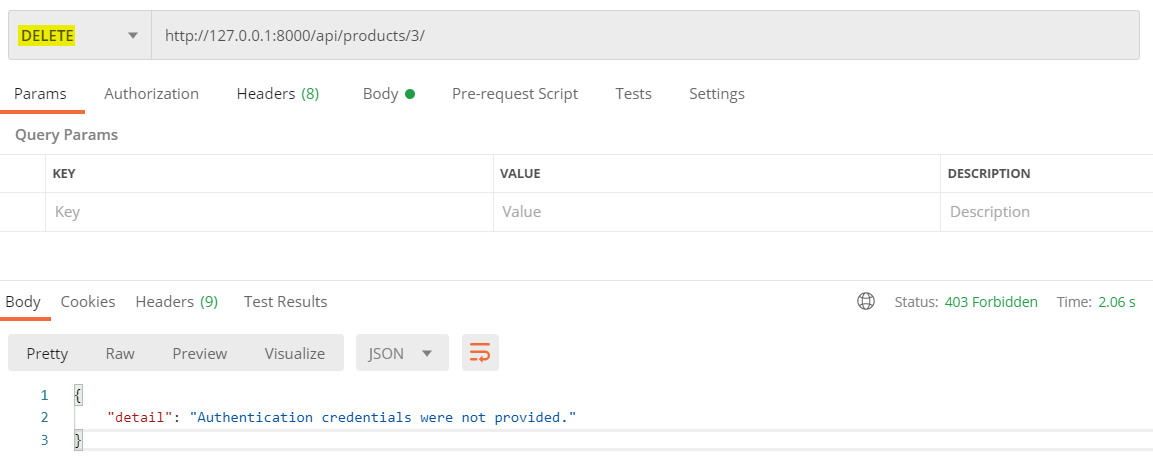 DELETE http://127.0.0.1:8000/api/products/3/
Params Authorization Headers (8) Body Pre-request Script Tests Settings
Query Params
KEY VALUE DESCRIPTION
Key Value Description
Body Cookies Headers (9) Test Results Status: 403 Forbidden Time: 2.06 s
Pretty Raw Preview Visualize JSON
1 {
2 "detail": "Authentication credentials were not provided."
3 }